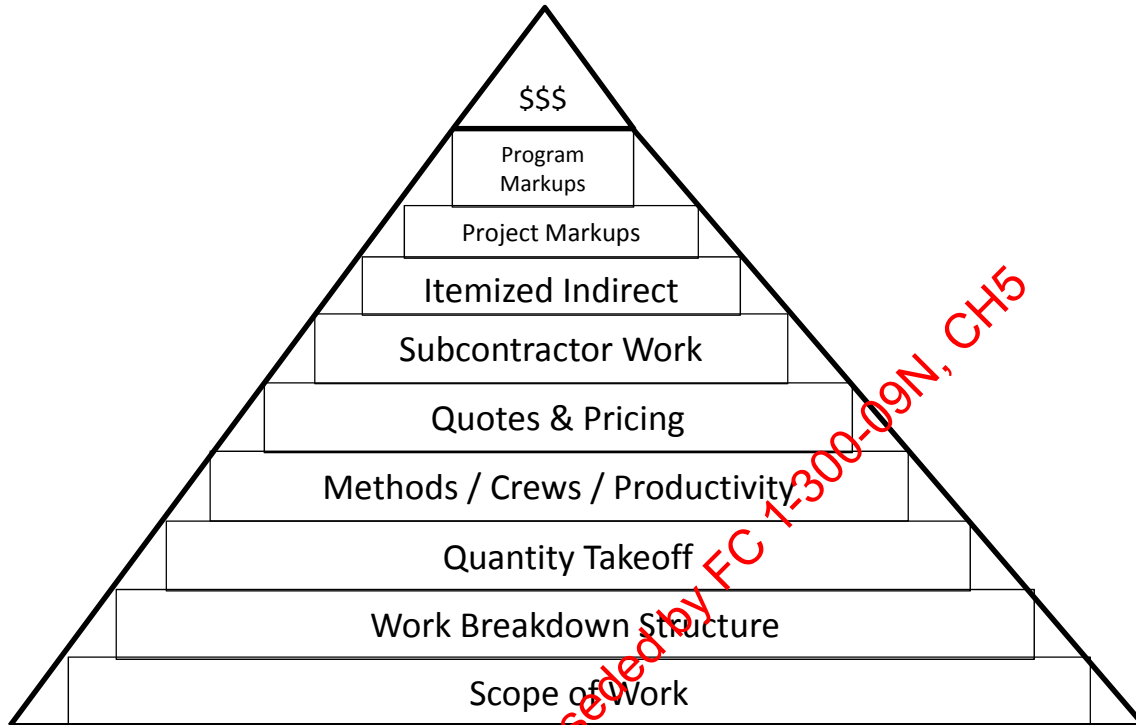 $$$
Program
Markups
Project Markups
Itemized Indirect
Subcontractor Work
Quotes & Pricing
Methods / Crews / Productivity
Quantity Takeoff
Work Breakdown Structure
Scope of Work
seded by FC 1-300-09N, CH5